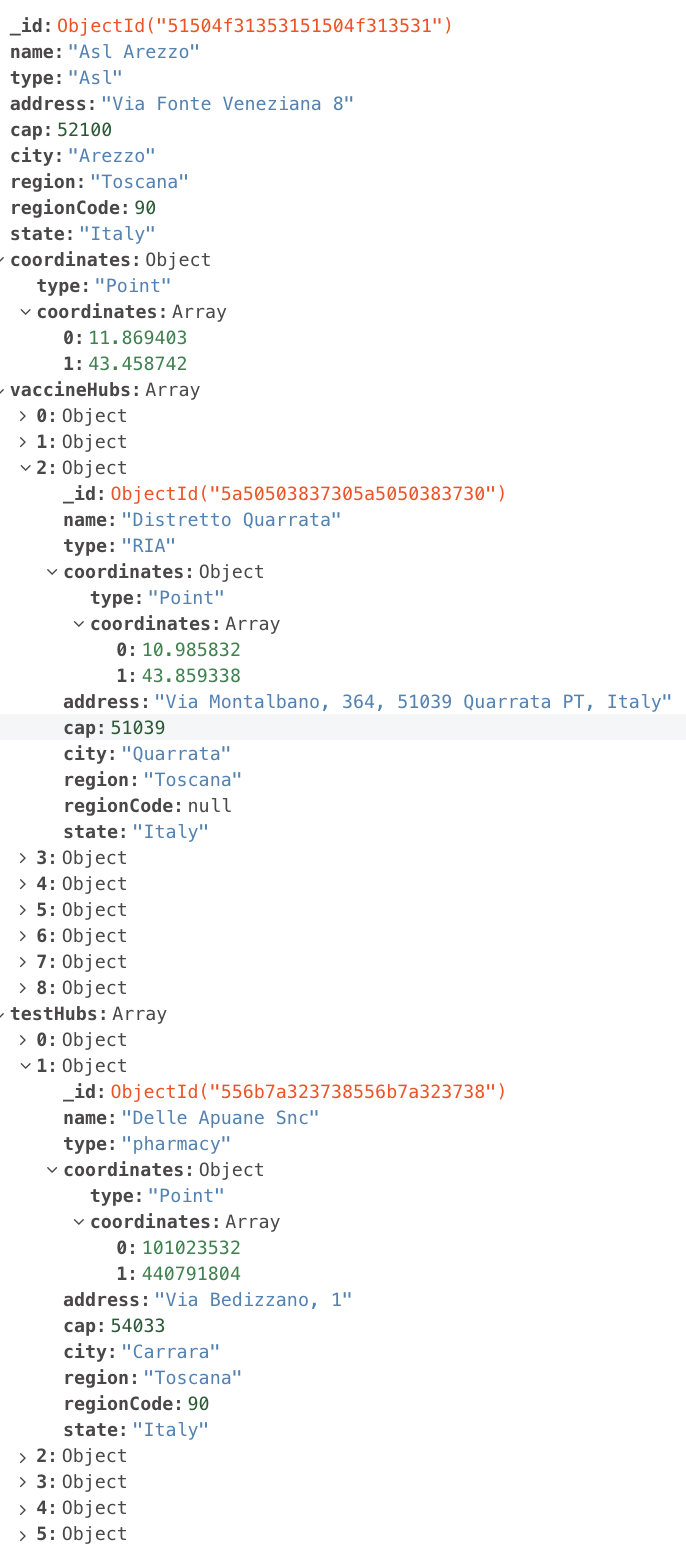 _id: ObjectId("51504f31353151504f313531")
name: "Asl Arezzo"
type: "Asl"
address: "Via Fonte Veneziana 8"
cap: 52100
city: "Arezzo"
region: "Toscana"
regionCode: 90
state: "Italy"
coordinates: Object
type: "Point"
coordinates: Array
0: 11.869403
1: 43.458742
vaccineHubs: Array
0: Object
1: Object
2: Object
_id: ObjectId("5a50503837305a5050383730")
name: "Distretto Quarrata"
type: "RIA"
coordinates: Object
type: "Point"
coordinates: Array
0: 10.985832
1: 43.859338
address: "Via Montalbano, 364, 51039 Quarrata PT, Italy"
cap: 51039
city: "Quarrata"
region: "Toscana"
regionCode: null
state: "Italy"
3: Object
4: Object
5: Object
6: Object
7: Object
8: Object
testHubs: Array
0: Object
1: Object
_id: ObjectId("556b7a323738556b7a323738")
name: "Delle Apuane Snc"
type: "pharmacy"
coordinates: Object
type: "Point"
coordinates: Array
0: 101023532
1: 440791804
address: "Via Bedizzano, 1"
cap: 54033
city: "Carrara"
region: "Toscana"
regionCode: 90
state: "Italy"
2: Object
3: Object
4: Object
5: Object